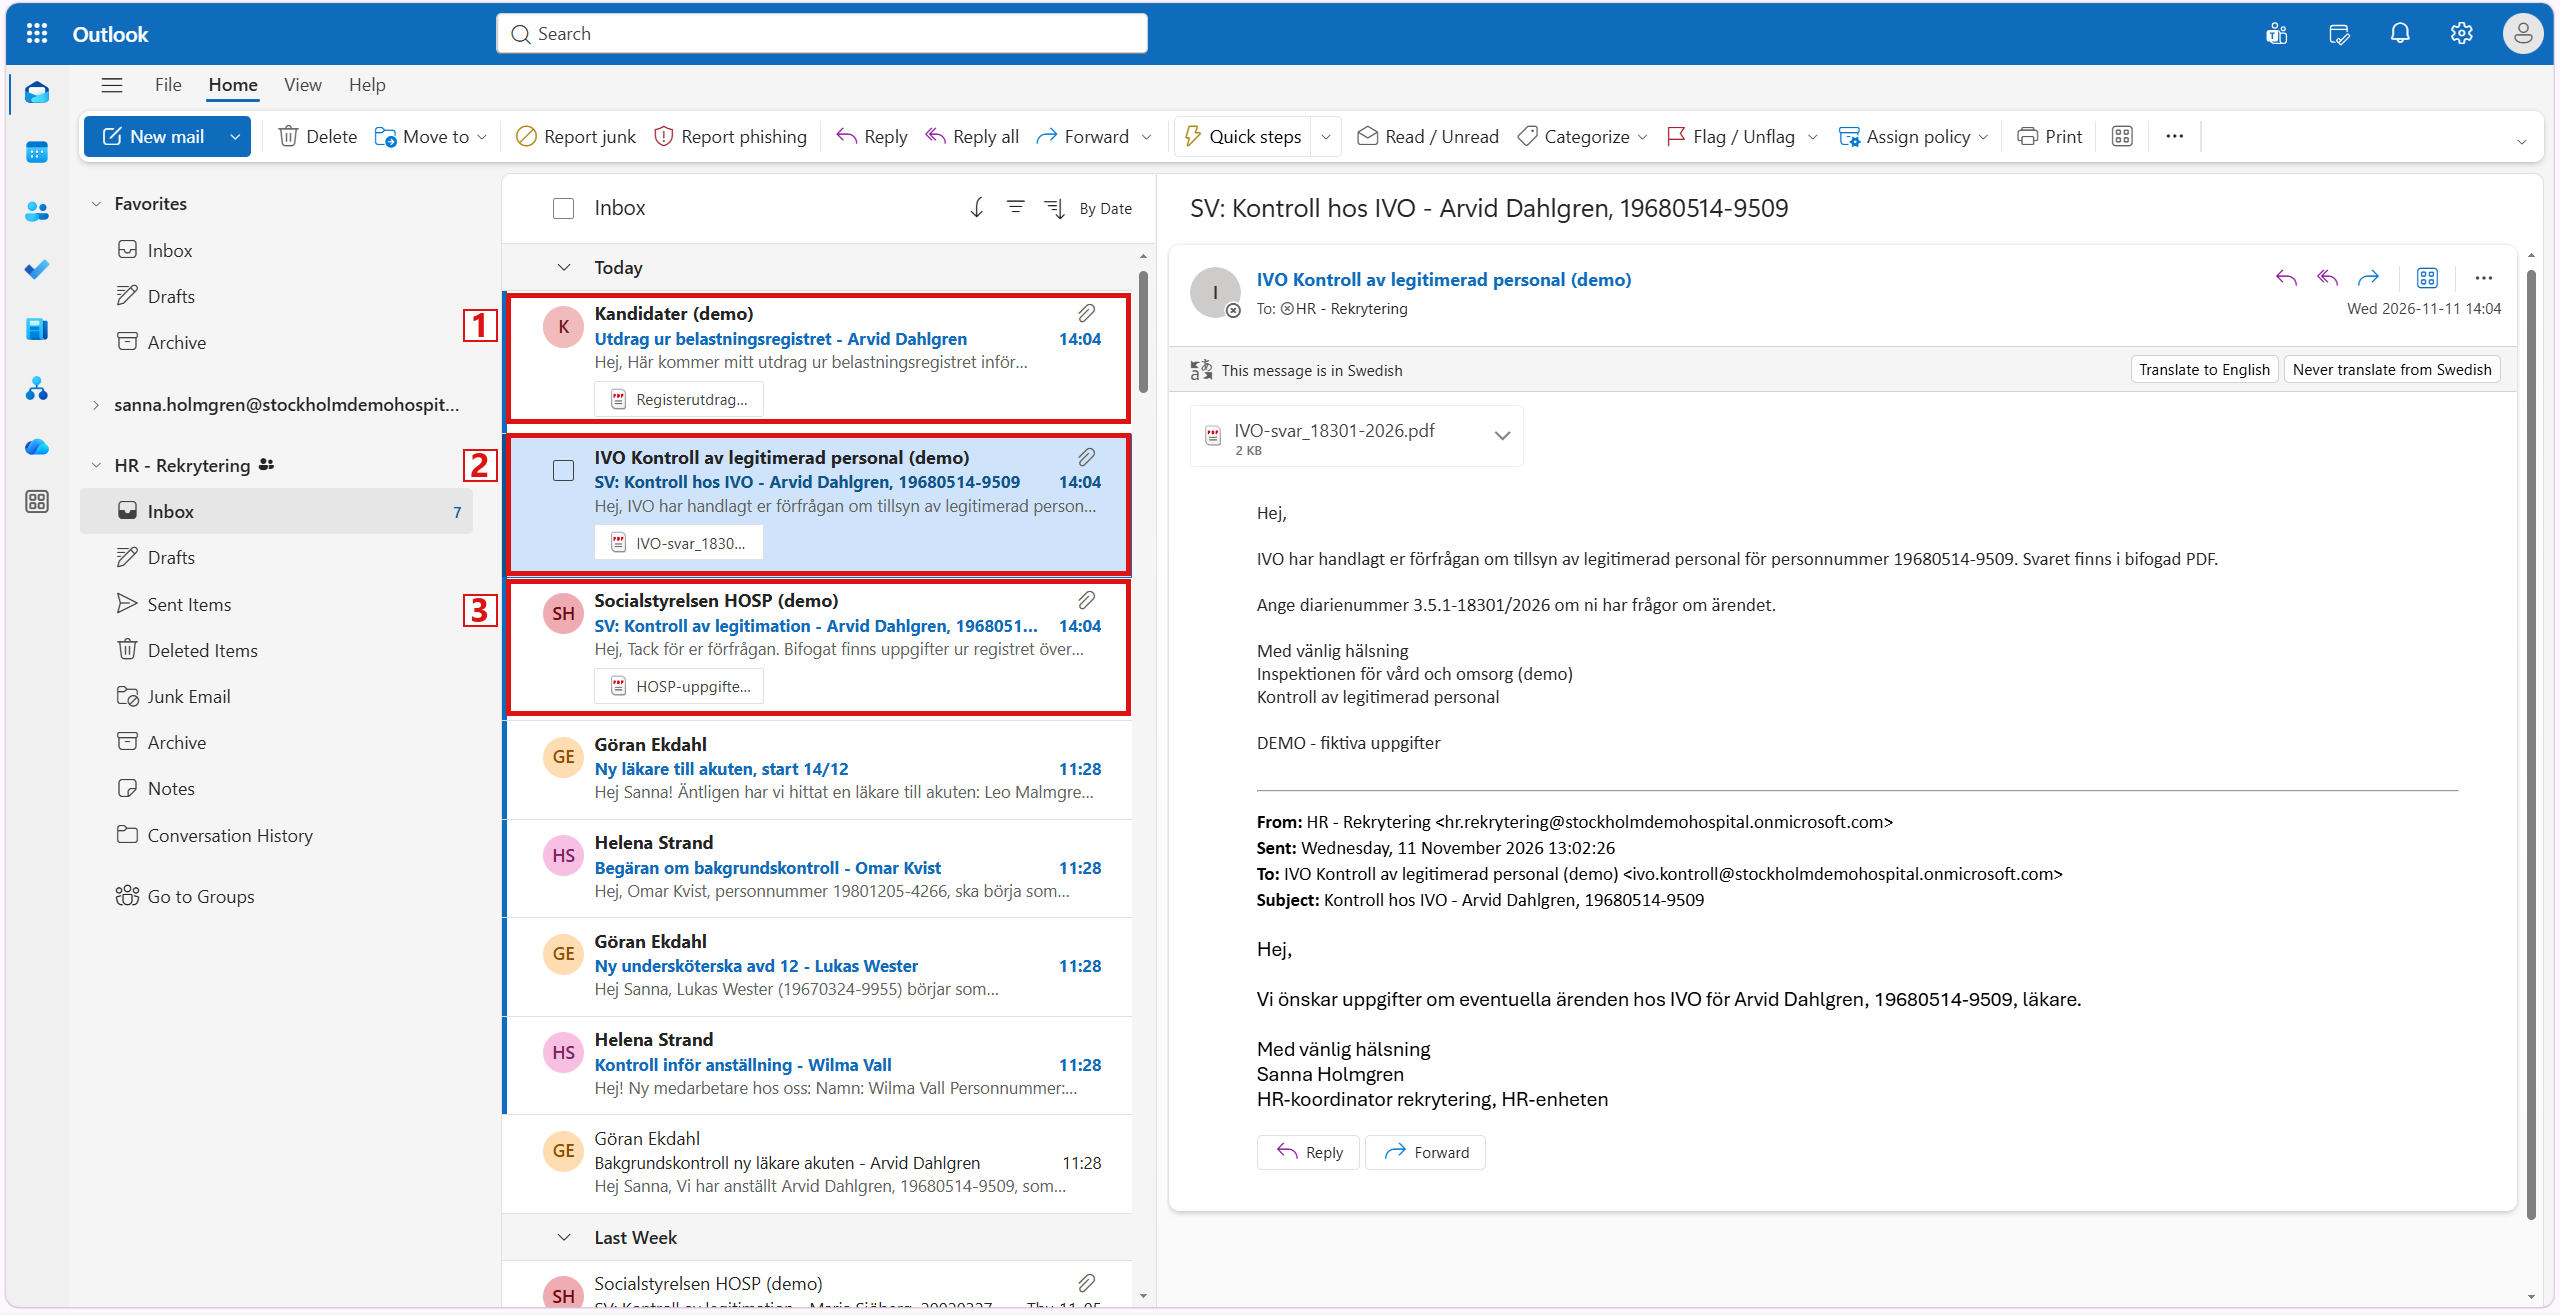 Outlook
Search
File Home View Help
New mail Delete Move to Report junk Report phishing Reply Reply all Forward Quick steps Read / Unread Categorize Flag / Unflag Assign policy Print
Favorites
Inbox
Drafts
Archive
sanna.holmgren@stockholmdemohospit...
HR - Rekrytering
Inbox 7
Drafts
Sent Items
Deleted Items
Junk Email
Archive
Notes
Conversation History
Go to Groups
Inbox By Date
Today
1
K
Kandidater (demo)
Utdrag ur belastningsregistret - Arvid Dahlgren 14:04
Hej, Här kommer mitt utdrag ur belastningsregistret inför...
Registerutdrag...
2
IVO Kontroll av legitimerad personal (demo)
SV: Kontroll hos IVO - Arvid Dahlgren, 19680514-9509 14:04
Hej, IVO har handlagt er förfrågan om tillsyn av legitimerad person...
IVO-svar_1830...
3
SH
Socialstyrelsen HOSP (demo)
SV: Kontroll av legitimation - Arvid Dahlgren, 1968051... 14:04
Hej, Tack för er förfrågan. Bifogat finns uppgifter ur registret över...
HOSP-uppgifte...
GE
Göran Ekdahl
Ny läkare till akuten, start 14/12 11:28
Hej Sanna! Äntligen har vi hittat en läkare till akuten: Leo Malmgre...
HS
Helena Strand
Begäran om bakgrundskontroll - Omar Kvist 11:28
Hej, Omar Kvist, personnummer 19801205-4266, ska börja som...
GE
Göran Ekdahl
Ny undersköterska avd 12 - Lukas Wester 11:28
Hej Sanna, Lukas Wester (19670324-9955) börjar som...
HS
Helena Strand
Kontroll inför anställning - Wilma Vall 11:28
Hej! Ny medarbetare hos oss: Namn: Wilma Vall Personnummer:...
GE
Göran Ekdahl
Bakgrundskontroll ny läkare akuten - Arvid Dahlgren 11:28
Hej Sanna, Vi har anställt Arvid Dahlgren, 19680514-9509, som...
Last Week
SH
Socialstyrelsen HOSP (demo)
SV: Kontroll av legitimation
SV: Kontroll hos IVO - Arvid Dahlgren, 19680514-9509
I
IVO Kontroll av legitimerad personal (demo)
To: HR - Rekrytering
Wed 2026-11-11 14:04
This message is in Swedish
Translate to English Never translate from Swedish
IVO-svar_18301-2026.pdf
2 KB
Hej,
IVO har handlagt er förfrågan om tillsyn av legitimerad personal för personnummer 19680514-9509. Svaret finns i bifogad PDF.
Ange diarienummer 3.5.1-18301/2026 om ni har frågor om ärendet.
Med vänlig hälsning
Inspektionen för vård och omsorg (demo)
Kontroll av legitimerad personal
DEMO - fiktiva uppgifter
From: HR - Rekrytering <hr.rekrytering@stockholmdemohospital.onmicrosoft.com>
Sent: Wednesday, 11 November 2026 13:02:26
To: IVO Kontroll av legitimerad personal (demo) <ivo.kontroll@stockholmdemohospital.onmicrosoft.com>
Subject: Kontroll hos IVO - Arvid Dahlgren, 19680514-9509
Hej,
Vi önskar uppgifter om eventuella ärenden hos IVO för Arvid Dahlgren, 19680514-9509, läkare.
Med vänlig hälsning
Sanna Holmgren
HR-koordinator rekrytering, HR-enheten
Reply Forward